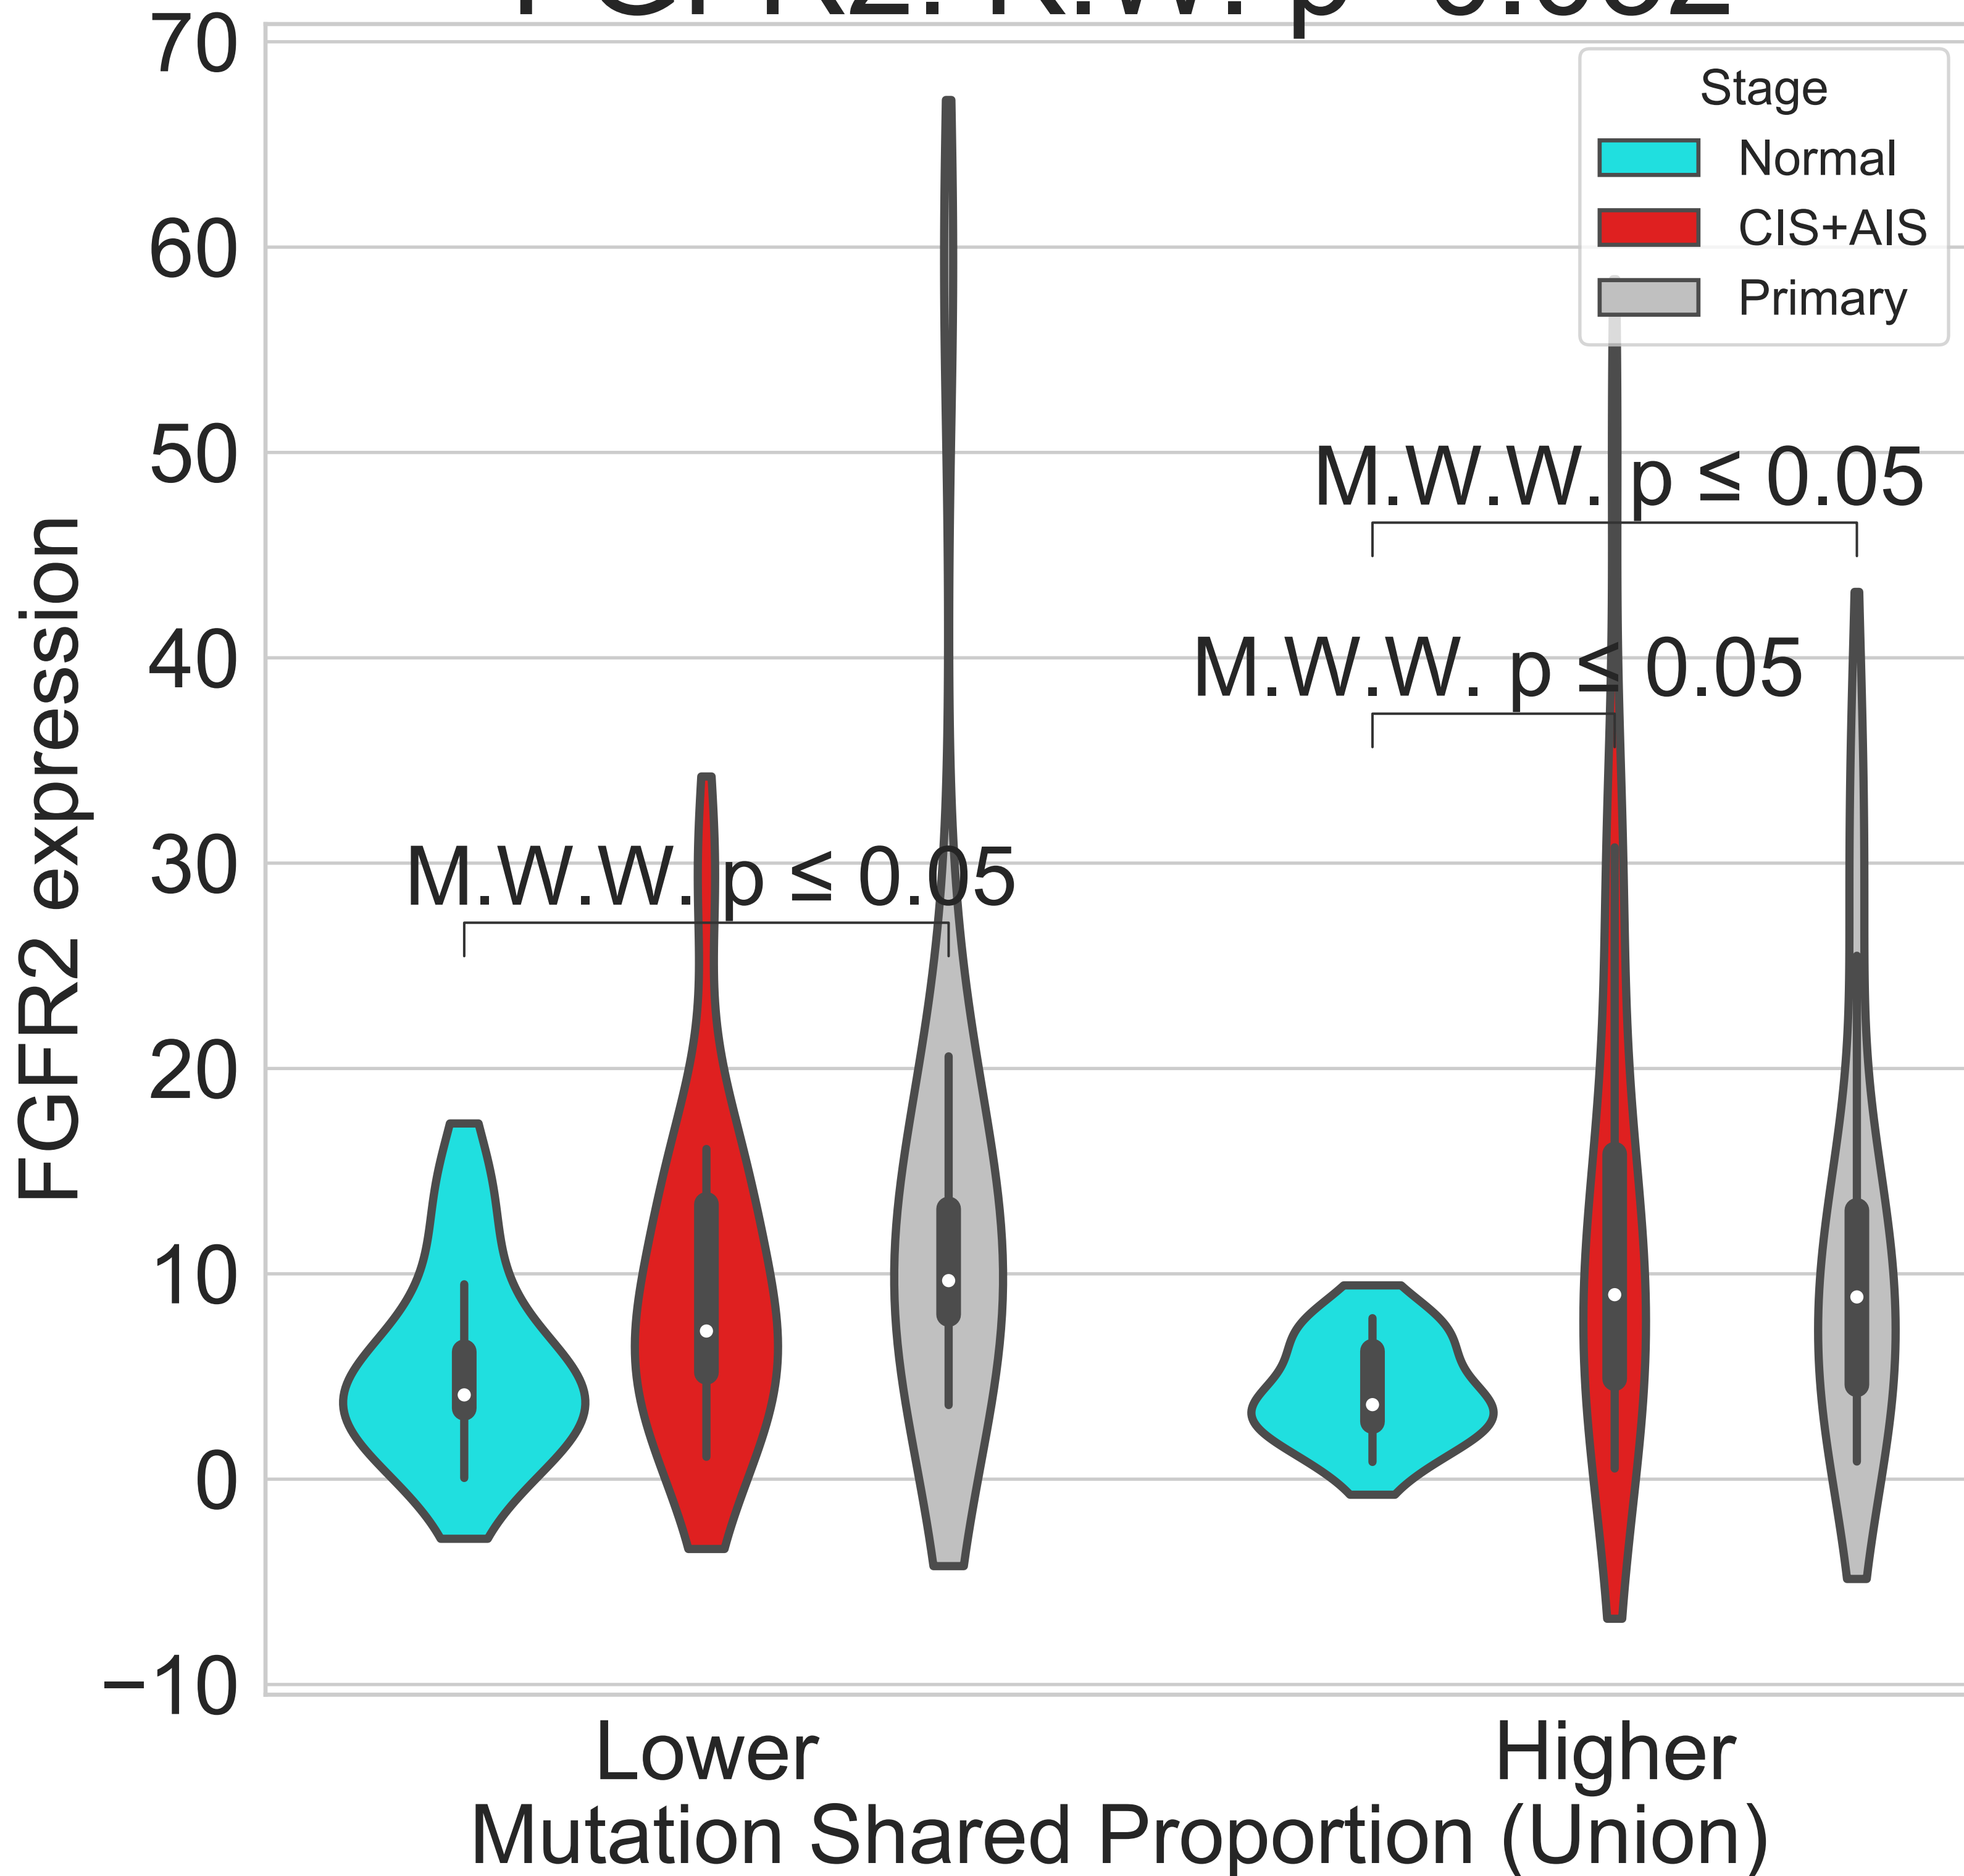 70
60
50
40
30
20
10
0
−10
FGFR2 expression
Stage
Normal
CIS+AIS
Primary
M.W.W. p ≤ 0.05
M.W.W. p ≤ 0.05
M.W.W. p ≤ 0.05
Lower
Higher
Mutation Shared Proportion (Union)